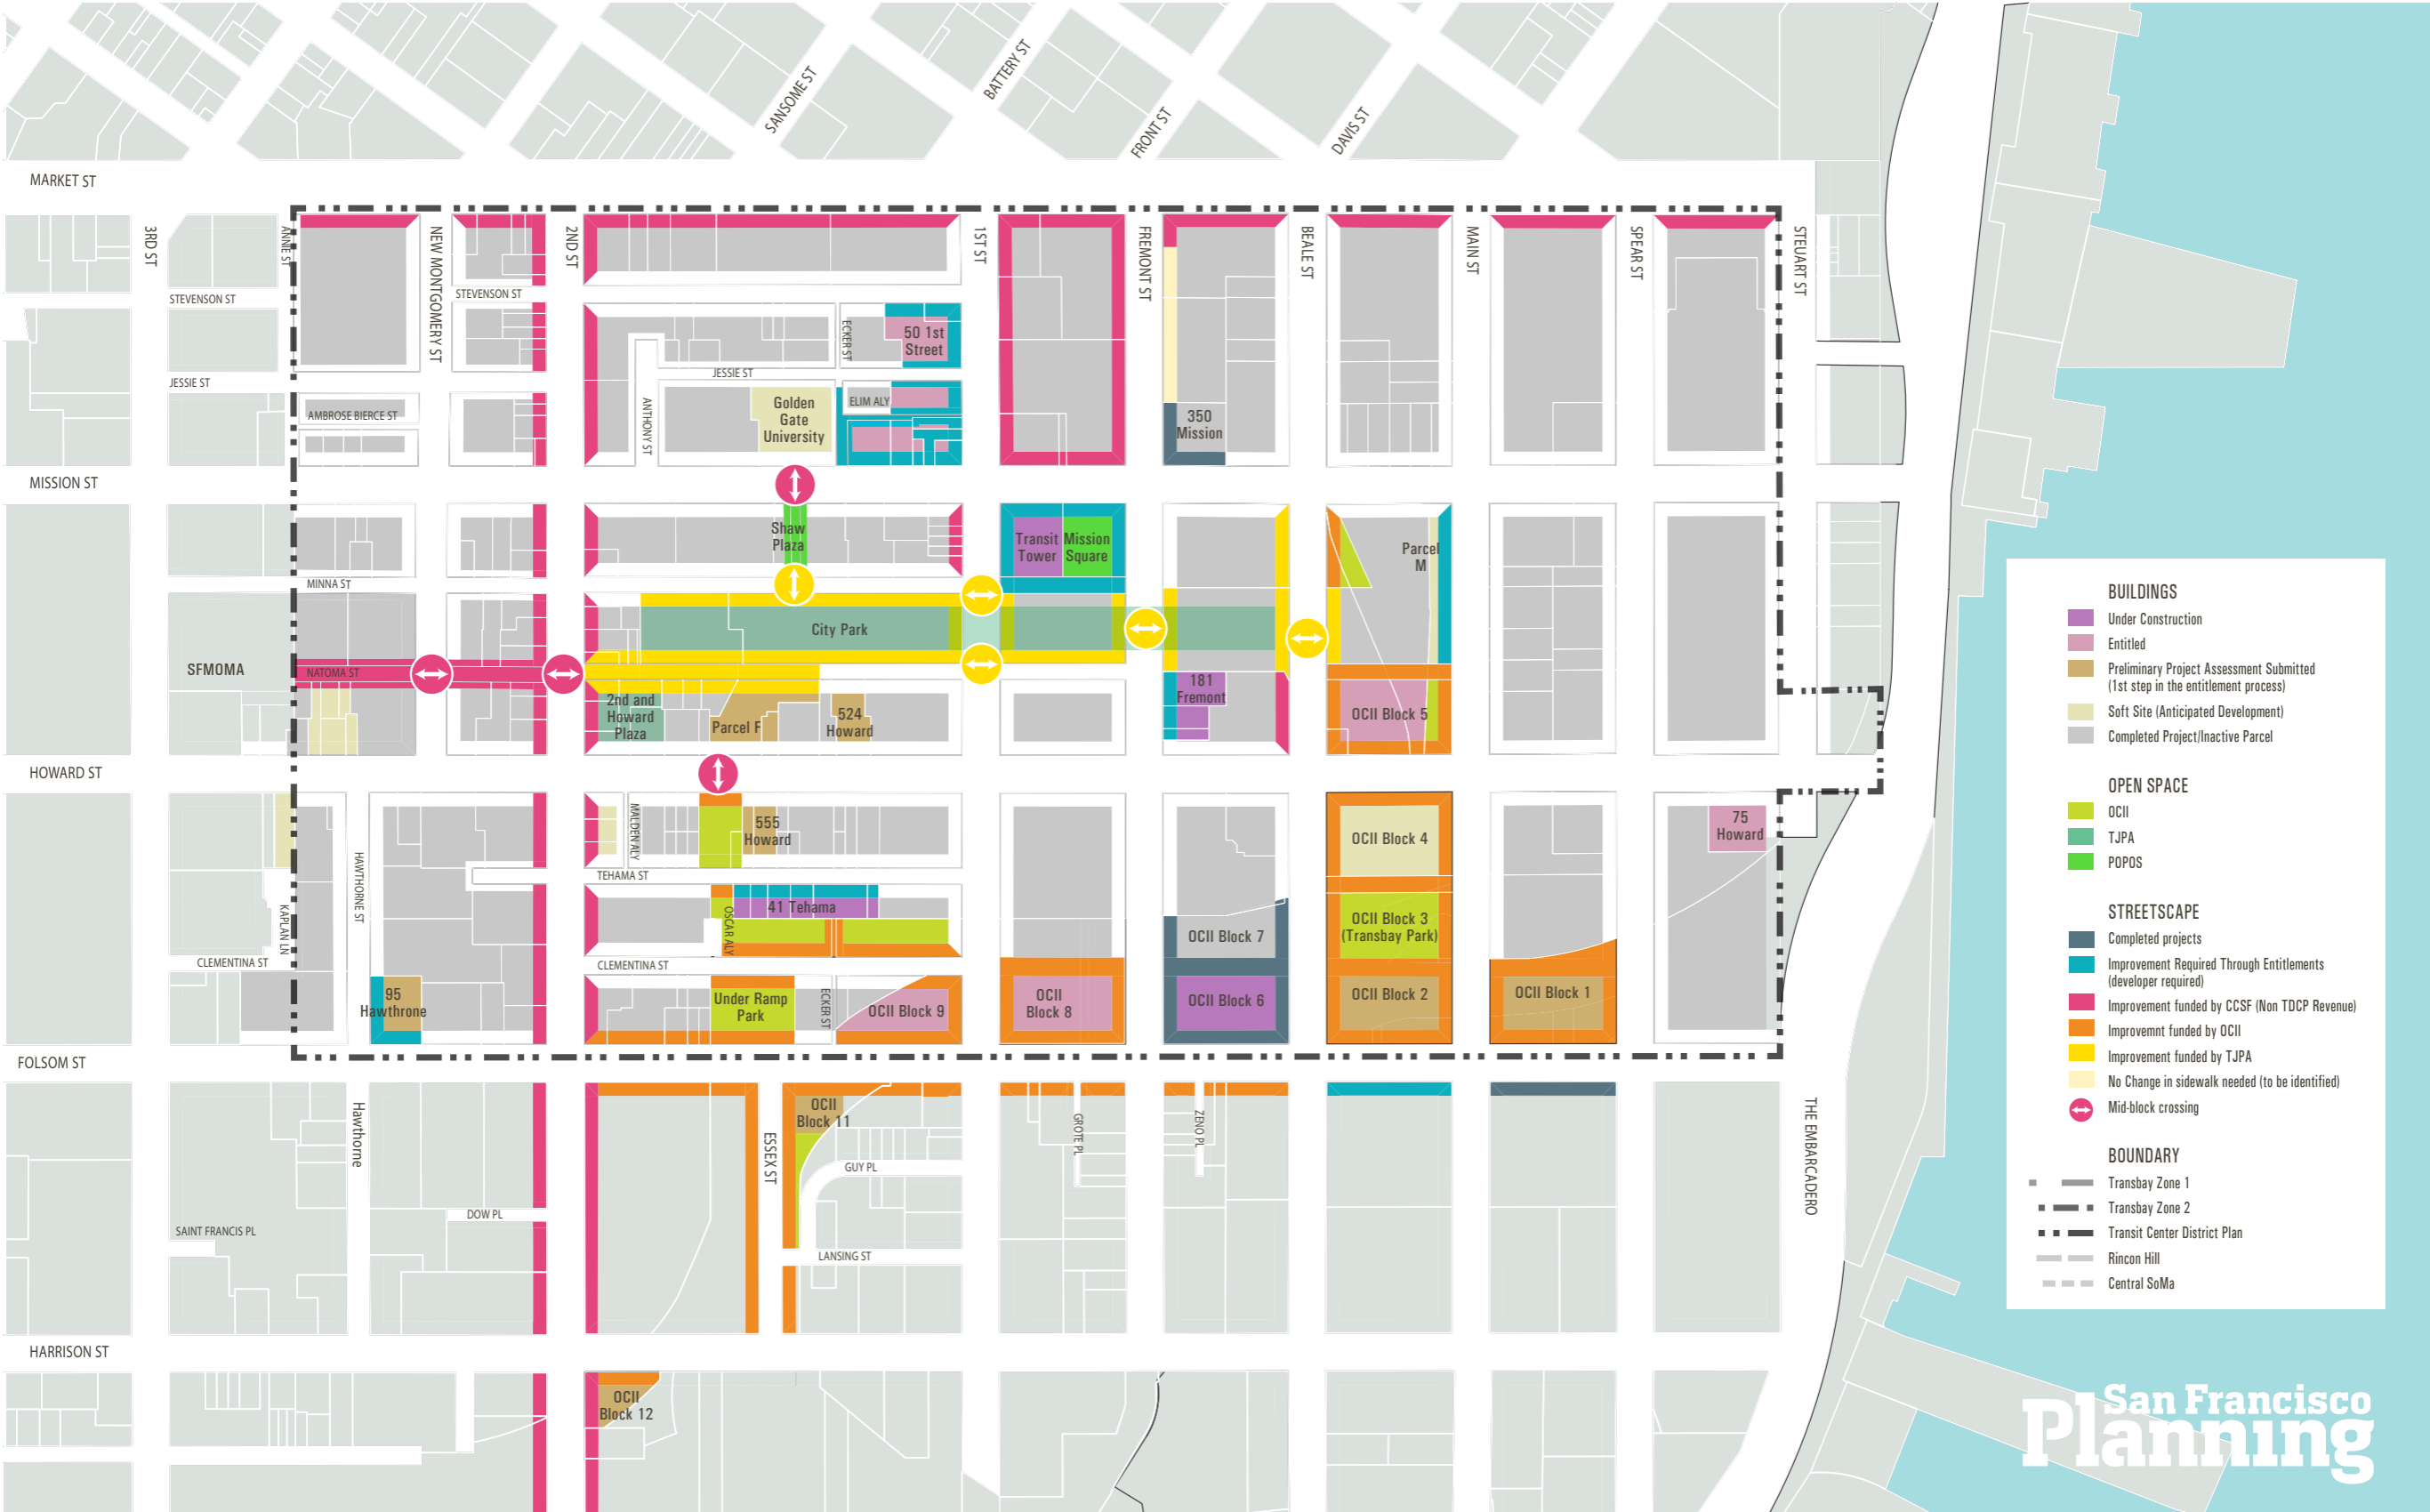 SANSOME ST
BATTERY ST
FRONT ST
DAVIS ST
MARKET ST
3RD ST
ANNIE ST
NEW MONTGOMERY ST
2ND ST
1ST ST
FREMONT ST
BEALE ST
MAIN ST
SPEAR ST
STEUART ST
STEVENSON ST
STEVENSON ST
ECKER ST
50 1st
Street
JESSIE ST
JESSIE ST
AMBROSE BIERCE ST
ANTHONY ST
Golden
Gate
University
ELIM ALY
350
Mission
MISSION ST
Shaw
Plaza
Transit
Tower
Mission
Square
Parcel
M
MINNA ST
City Park
SFMOMA
NATOMA ST
2nd and
Howard
Plaza
Parcel F
524
Howard
181
Fremont
OCII Block 5
HOWARD ST
MALDEN ALY
555
Howard
OCII Block 4
75
Howard
HAWTHORNE ST
TEHAMA ST
KAPLAN LN
OSCAR ALY
41 Tehama
OCII Block 7
OCII Block 3
(Transbay Park)
CLEMENTINA ST
CLEMENTINA ST
95
Hawthrone
Under Ramp
Park
ECKER ST
OCII Block 9
OCII
Block 8
OCII Block 6
OCII Block 2
OCII Block 1
FOLSOM ST
Hawthorne
ESSEX ST
OCII
Block 11
GROTE PL
ZENO PL
THE EMBARCADERO
GUY PL
DOW PL
SAINT FRANCIS PL
LANSING ST
HARRISON ST
OCII
Block 12
BUILDINGS
Under Construction
Entitled
Preliminary Project Assessment Submitted
(1st step in the entitlement process)
Soft Site (Anticipated Development)
Completed Project/Inactive Parcel
OPEN SPACE
OCII
TJPA
POPOS
STREETSCAPE
Completed projects
Improvement Required Through Entitlements
(developer required)
Improvement funded by CCSF (Non TDCP Revenue)
Improvemnt funded by OCII
Improvement funded by TJPA
No Change in sidewalk needed (to be identified)
Mid-block crossing
BOUNDARY
Transbay Zone 1
Transbay Zone 2
Transit Center District Plan
Rincon Hill
Central SoMa
San Francisco
Planning